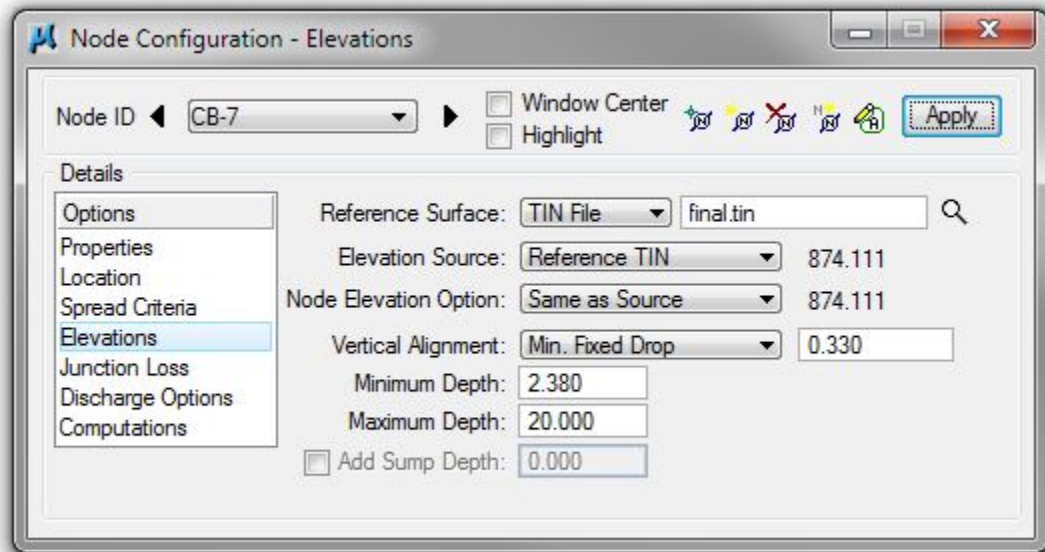 Node Configuration - Elevations
Node ID CB-7 Window Center Highlight Apply
Details
Options
Properties
Location
Spread Criteria
Elevations
Junction Loss
Discharge Options
Computations
Reference Surface: TIN File final.tin
Elevation Source: Reference TIN 874.111
Node Elevation Option: Same as Source 874.111
Vertical Alignment: Min. Fixed Drop 0.330
Minimum Depth: 2.380
Maximum Depth: 20.000
Add Sump Depth: 0.000